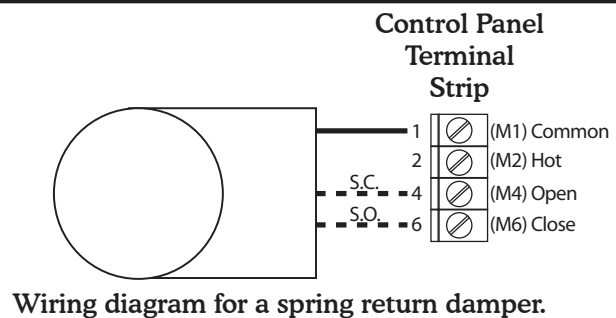 Control Panel
Terminal
Strip
1 (M1) Common
2 (M2) Hot
S.C. 4 (M4) Open
S.O. 6 (M6) Close
Wiring diagram for a spring return damper.